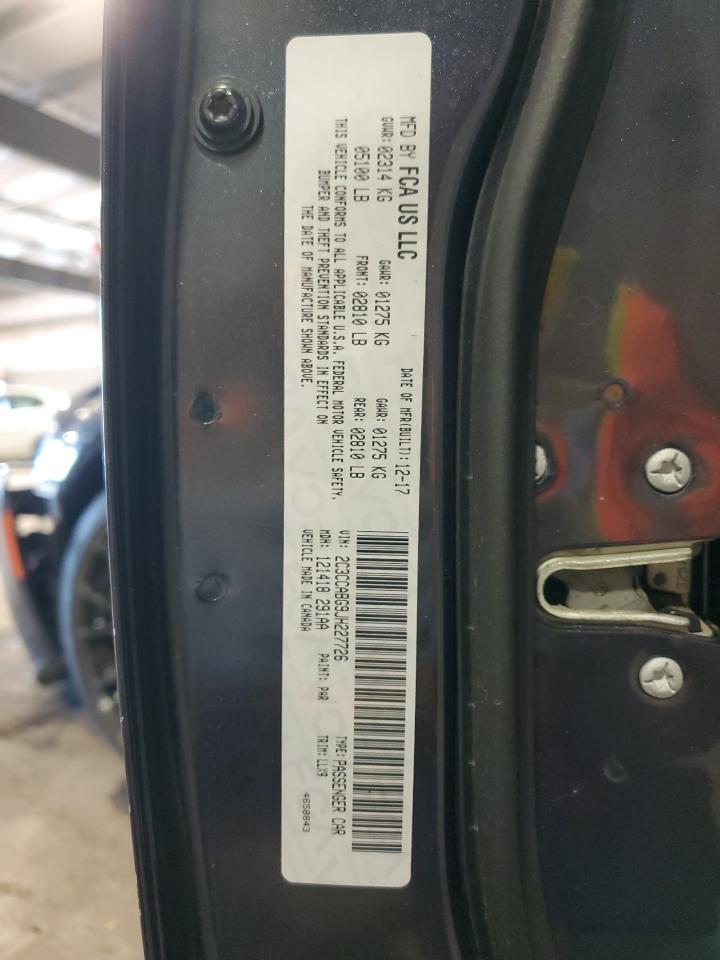 MFD BY FCA US LLC DATE OF MFR(BUILT): 12-17
GVWR: 02314 KG GAWR: 01275 KG GAWR: 01275 KG
05100 LB FRONT: 02810 LB REAR: 02810 LB
THIS VEHICLE CONFORMS TO ALL APPLICABLE U.S.A. FEDERAL MOTOR VEHICLE SAFETY,
BUMPER AND THEFT PREVENTION STANDARDS IN EFFECT ON
THE DATE OF MANUFACTURE SHOWN ABOVE.
VIN: 2C3CCABG9JH227726 TYPE: PASSENGER CAR
MDH: 121418 291AA PAINT: PAR TRIM: LLX9
VEHICLE MADE IN CANADA 4658843